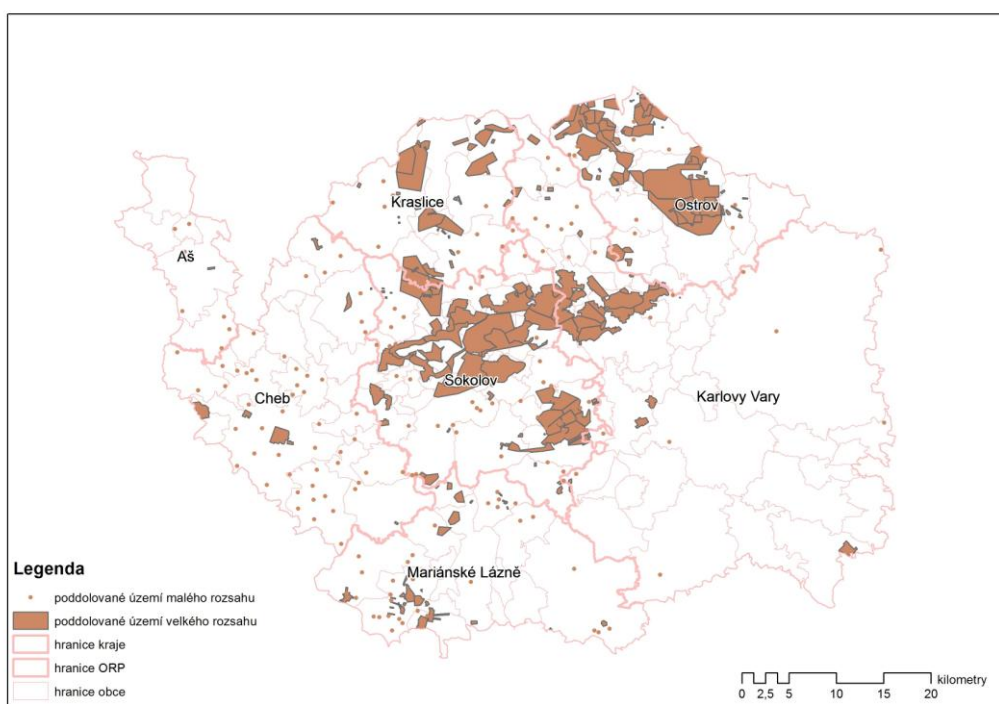 Kraslice
Ostrov
Aš
Sokolov
Cheb
Karlovy Vary
Mariánské Lázně
Legenda
poddolované území malého rozsahu
poddolované území velkého rozsahu
hranice kraje
hranice ORP
hranice obce
kilometry
0 2,5 5 10 15 20